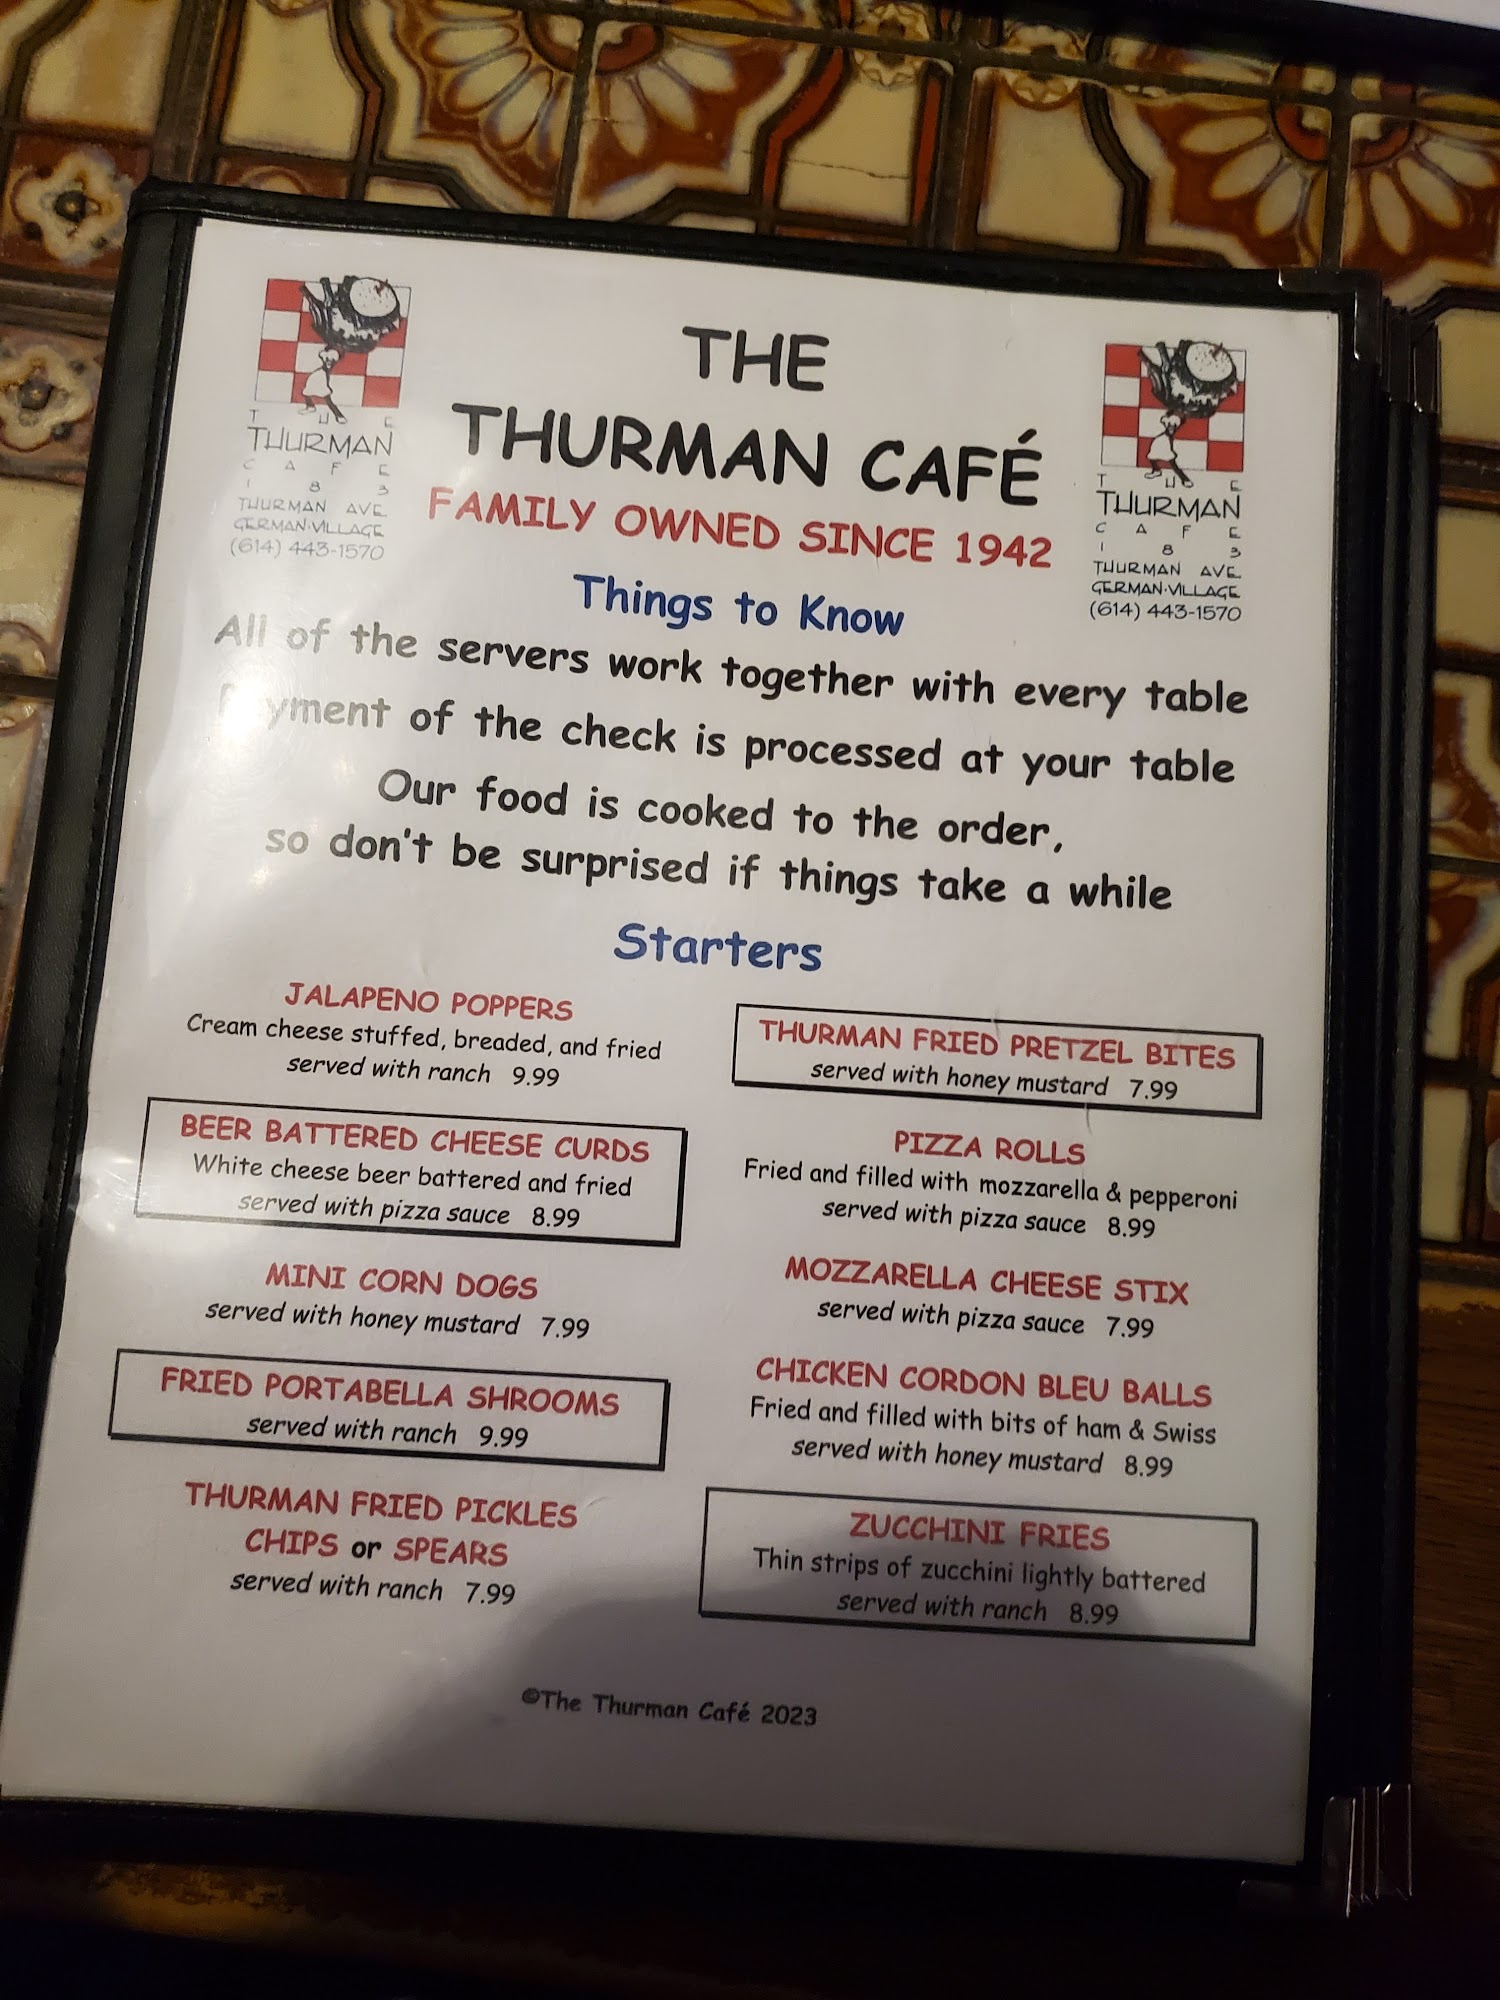 THE
THURMAN
CAFE
183
THURMAN AVE.
GERMAN·VILLAGE
(614) 443-1570
THE
THURMAN CAFÉ
FAMILY OWNED SINCE 1942
THE
THURMAN
CAFE
183
THURMAN AVE.
GERMAN·VILLAGE
(614) 443-1570
Things to Know
All of the servers work together with every table
Payment of the check is processed at your table
Our food is cooked to the order,
so don't be surprised if things take a while
Starters
JALAPENO POPPERS
Cream cheese stuffed, breaded, and fried
served with ranch 9.99
BEER BATTERED CHEESE CURDS
White cheese beer battered and fried
served with pizza sauce 8.99
MINI CORN DOGS
served with honey mustard 7.99
FRIED PORTABELLA SHROOMS
served with ranch 9.99
THURMAN FRIED PICKLES
CHIPS or SPEARS
served with ranch 7.99
THURMAN FRIED PRETZEL BITES
served with honey mustard 7.99
PIZZA ROLLS
Fried and filled with mozzarella & pepperoni
served with pizza sauce 8.99
MOZZARELLA CHEESE STIX
served with pizza sauce 7.99
CHICKEN CORDON BLEU BALLS
Fried and filled with bits of ham & Swiss
served with honey mustard 8.99
ZUCCHINI FRIES
Thin strips of zucchini lightly battered
served with ranch 8.99
©The Thurman Café 2023